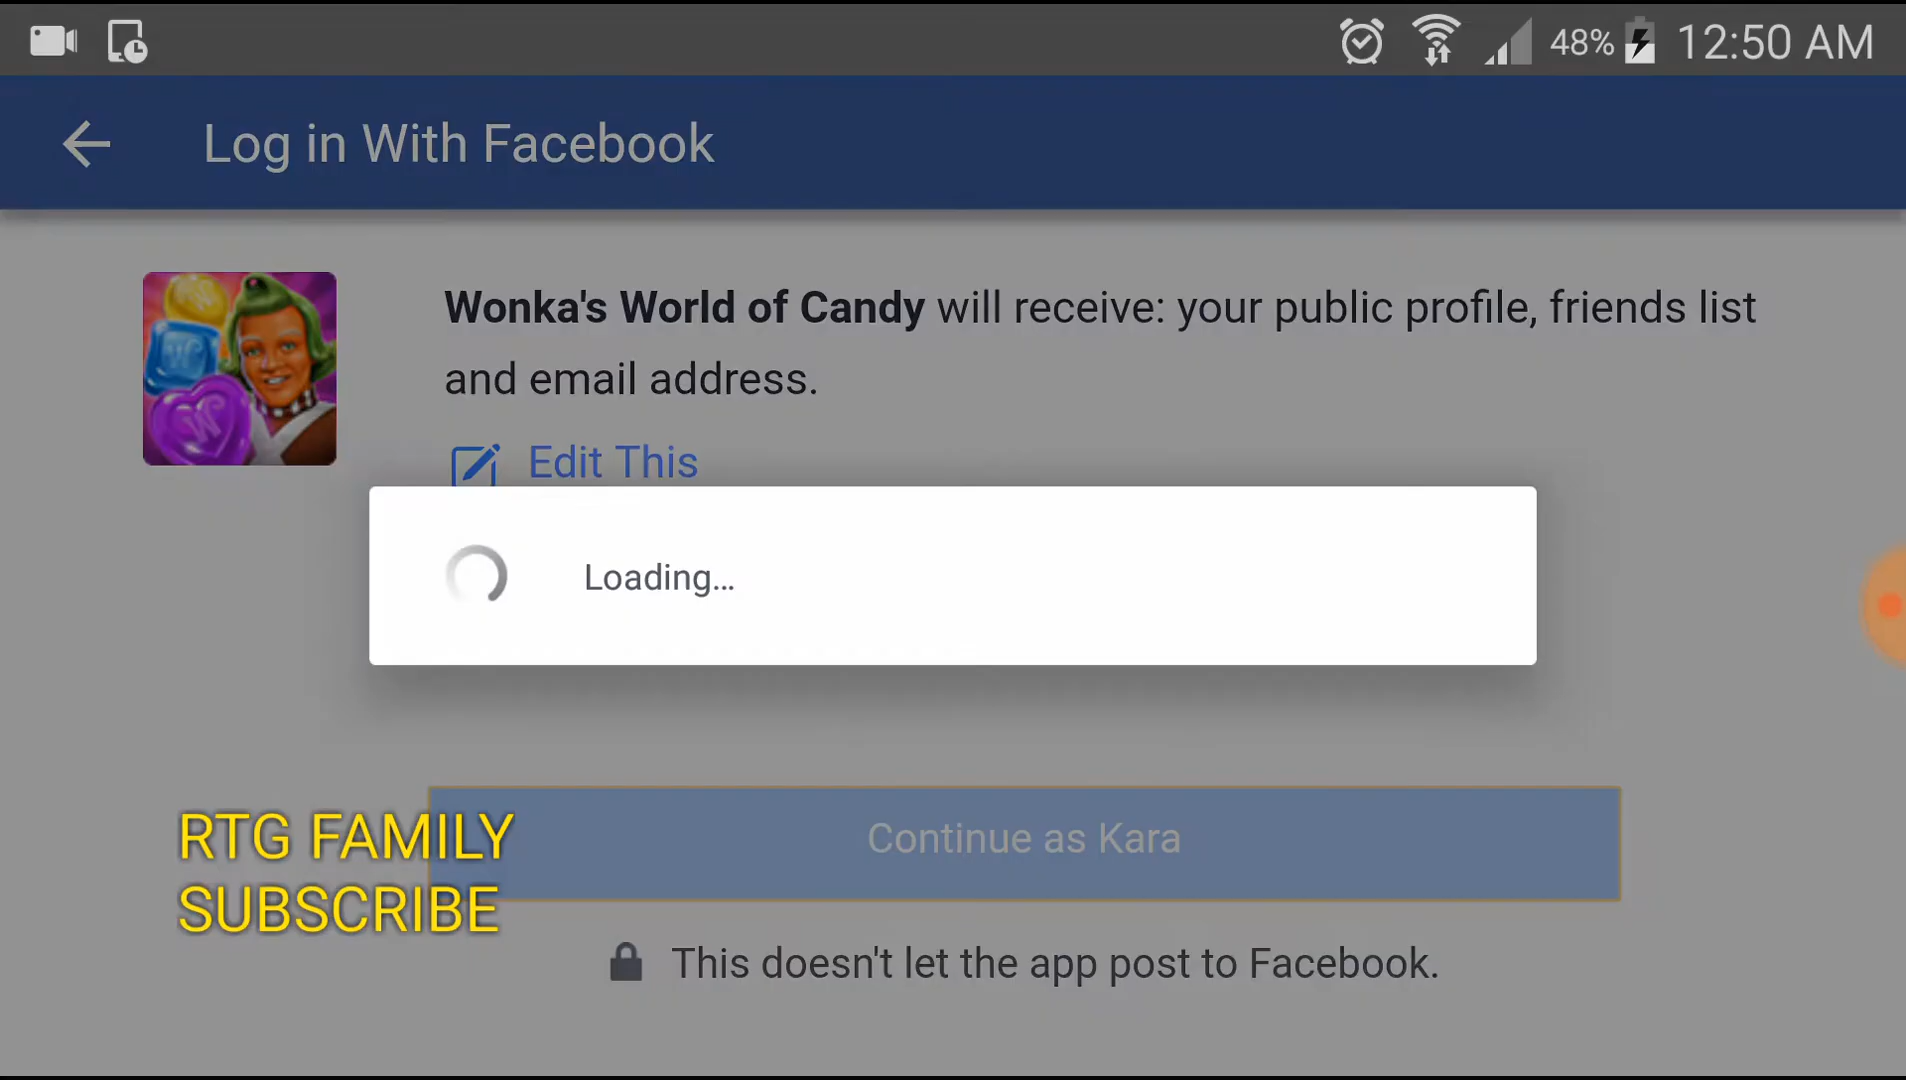 48% 12:50 AM
Log in With Facebook
Wonka's World of Candy will receive: your public profile, friends list
and email address.
Edit This
Loading...
Continue as Kara
RTG FAMILY
SUBSCRIBE
This doesn't let the app post to Facebook.